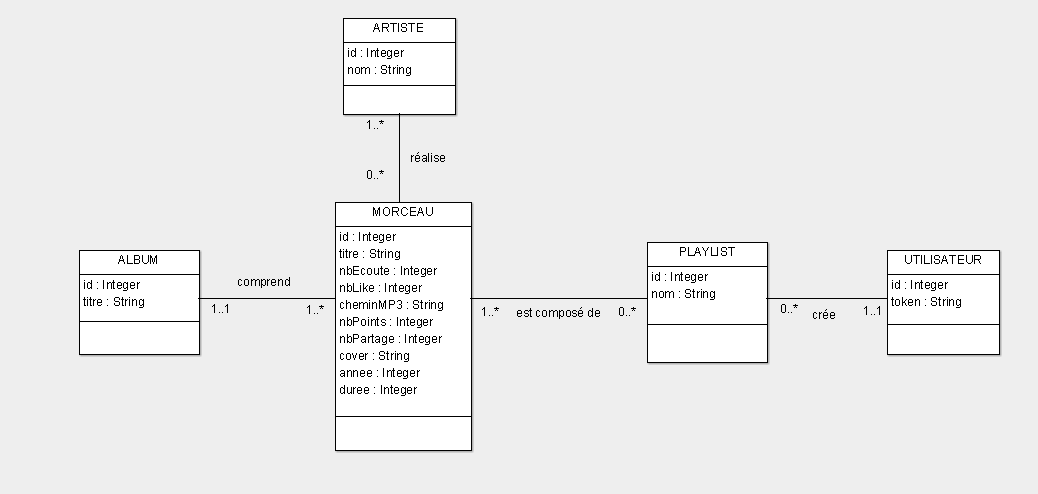 ARTISTE
id : Integer
nom : String
1..*
réalise
0..*
MORCEAU
id : Integer
titre : String
nbEcoute : Integer
nbLike : Integer
cheminMP3 : String
nbPoints : Integer
nbPartage : Integer
cover : String
annee : Integer
duree : Integer
ALBUM
id : Integer
titre : String
comprend
1..1
1..*
PLAYLIST
id : Integer
nom : String
1..*
est composé de
0..*
UTILISATEUR
id : Integer
token : String
0..*
crée
1..1